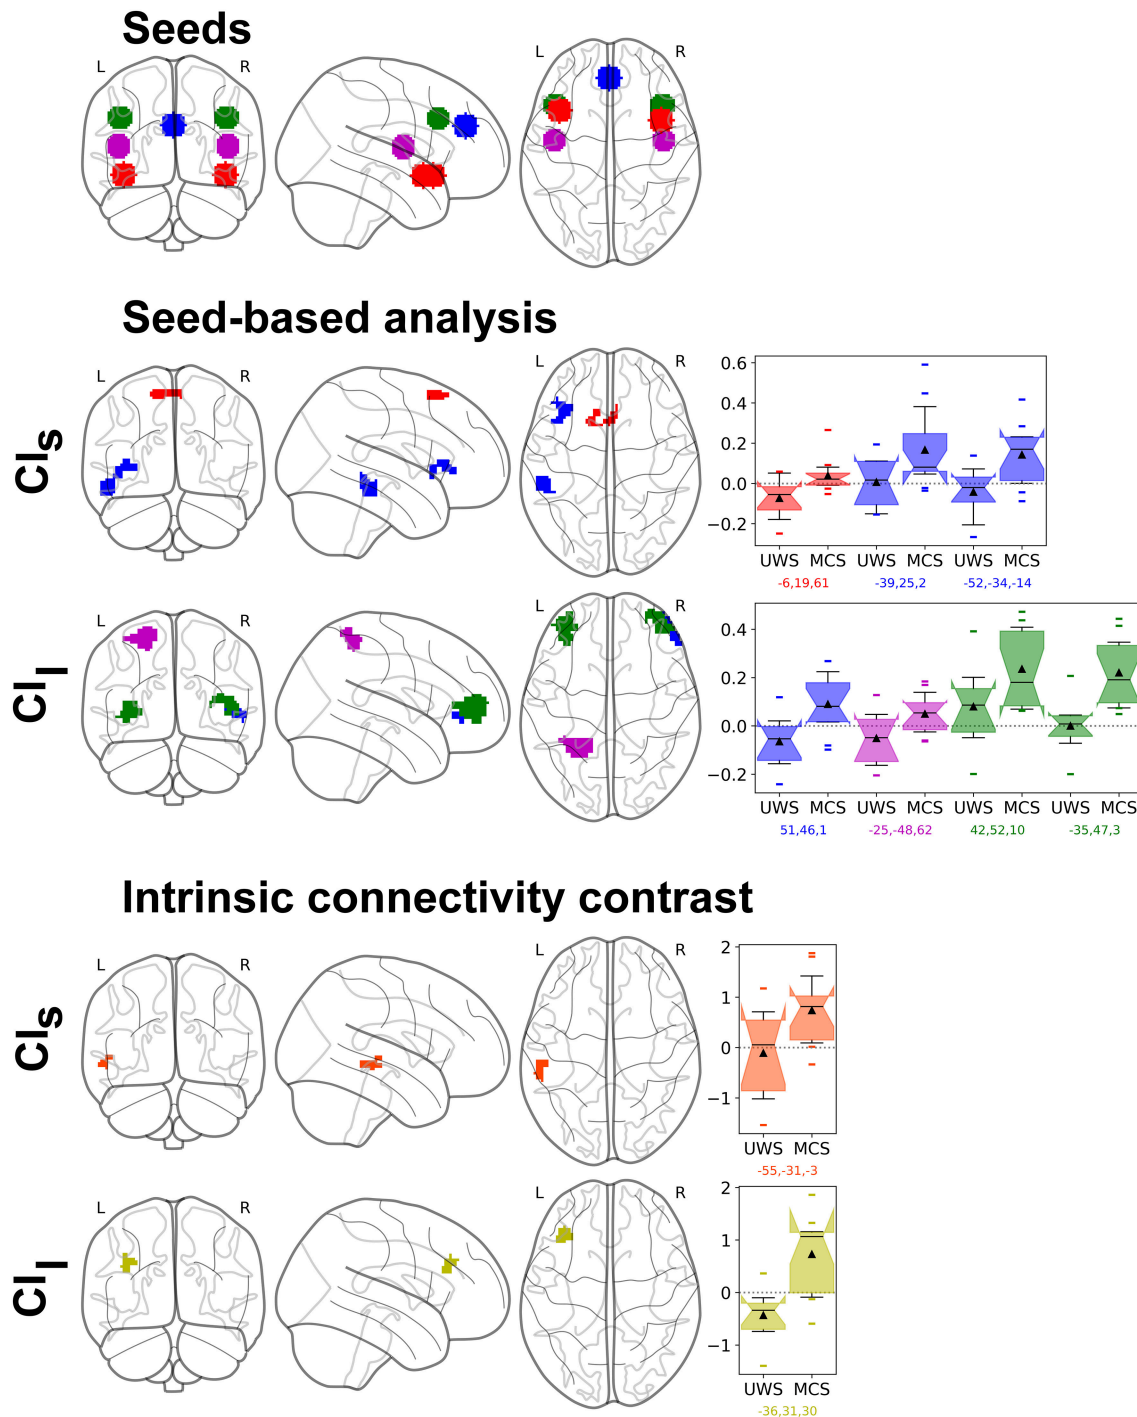 Seeds
L R L R
Seed-based analysis
CIs
L R L R
0.6
0.4
0.2
0.0
−0.2
UWS MCS UWS MCS UWS MCS
-6,19,61 -39,25,2 -52,-34,-14
CIl
L R L R
0.4
0.2
0.0
−0.2
UWS MCS UWS MCS UWS MCS UWS MCS
51,46,1 -25,-48,62 42,52,10 -35,47,3
Intrinsic connectivity contrast
CIs
L R L R
2
1
0
−1
UWS MCS
-55,-31,-3
CIl
L R L R
2
1
0
−1
UWS MCS
-36,31,30